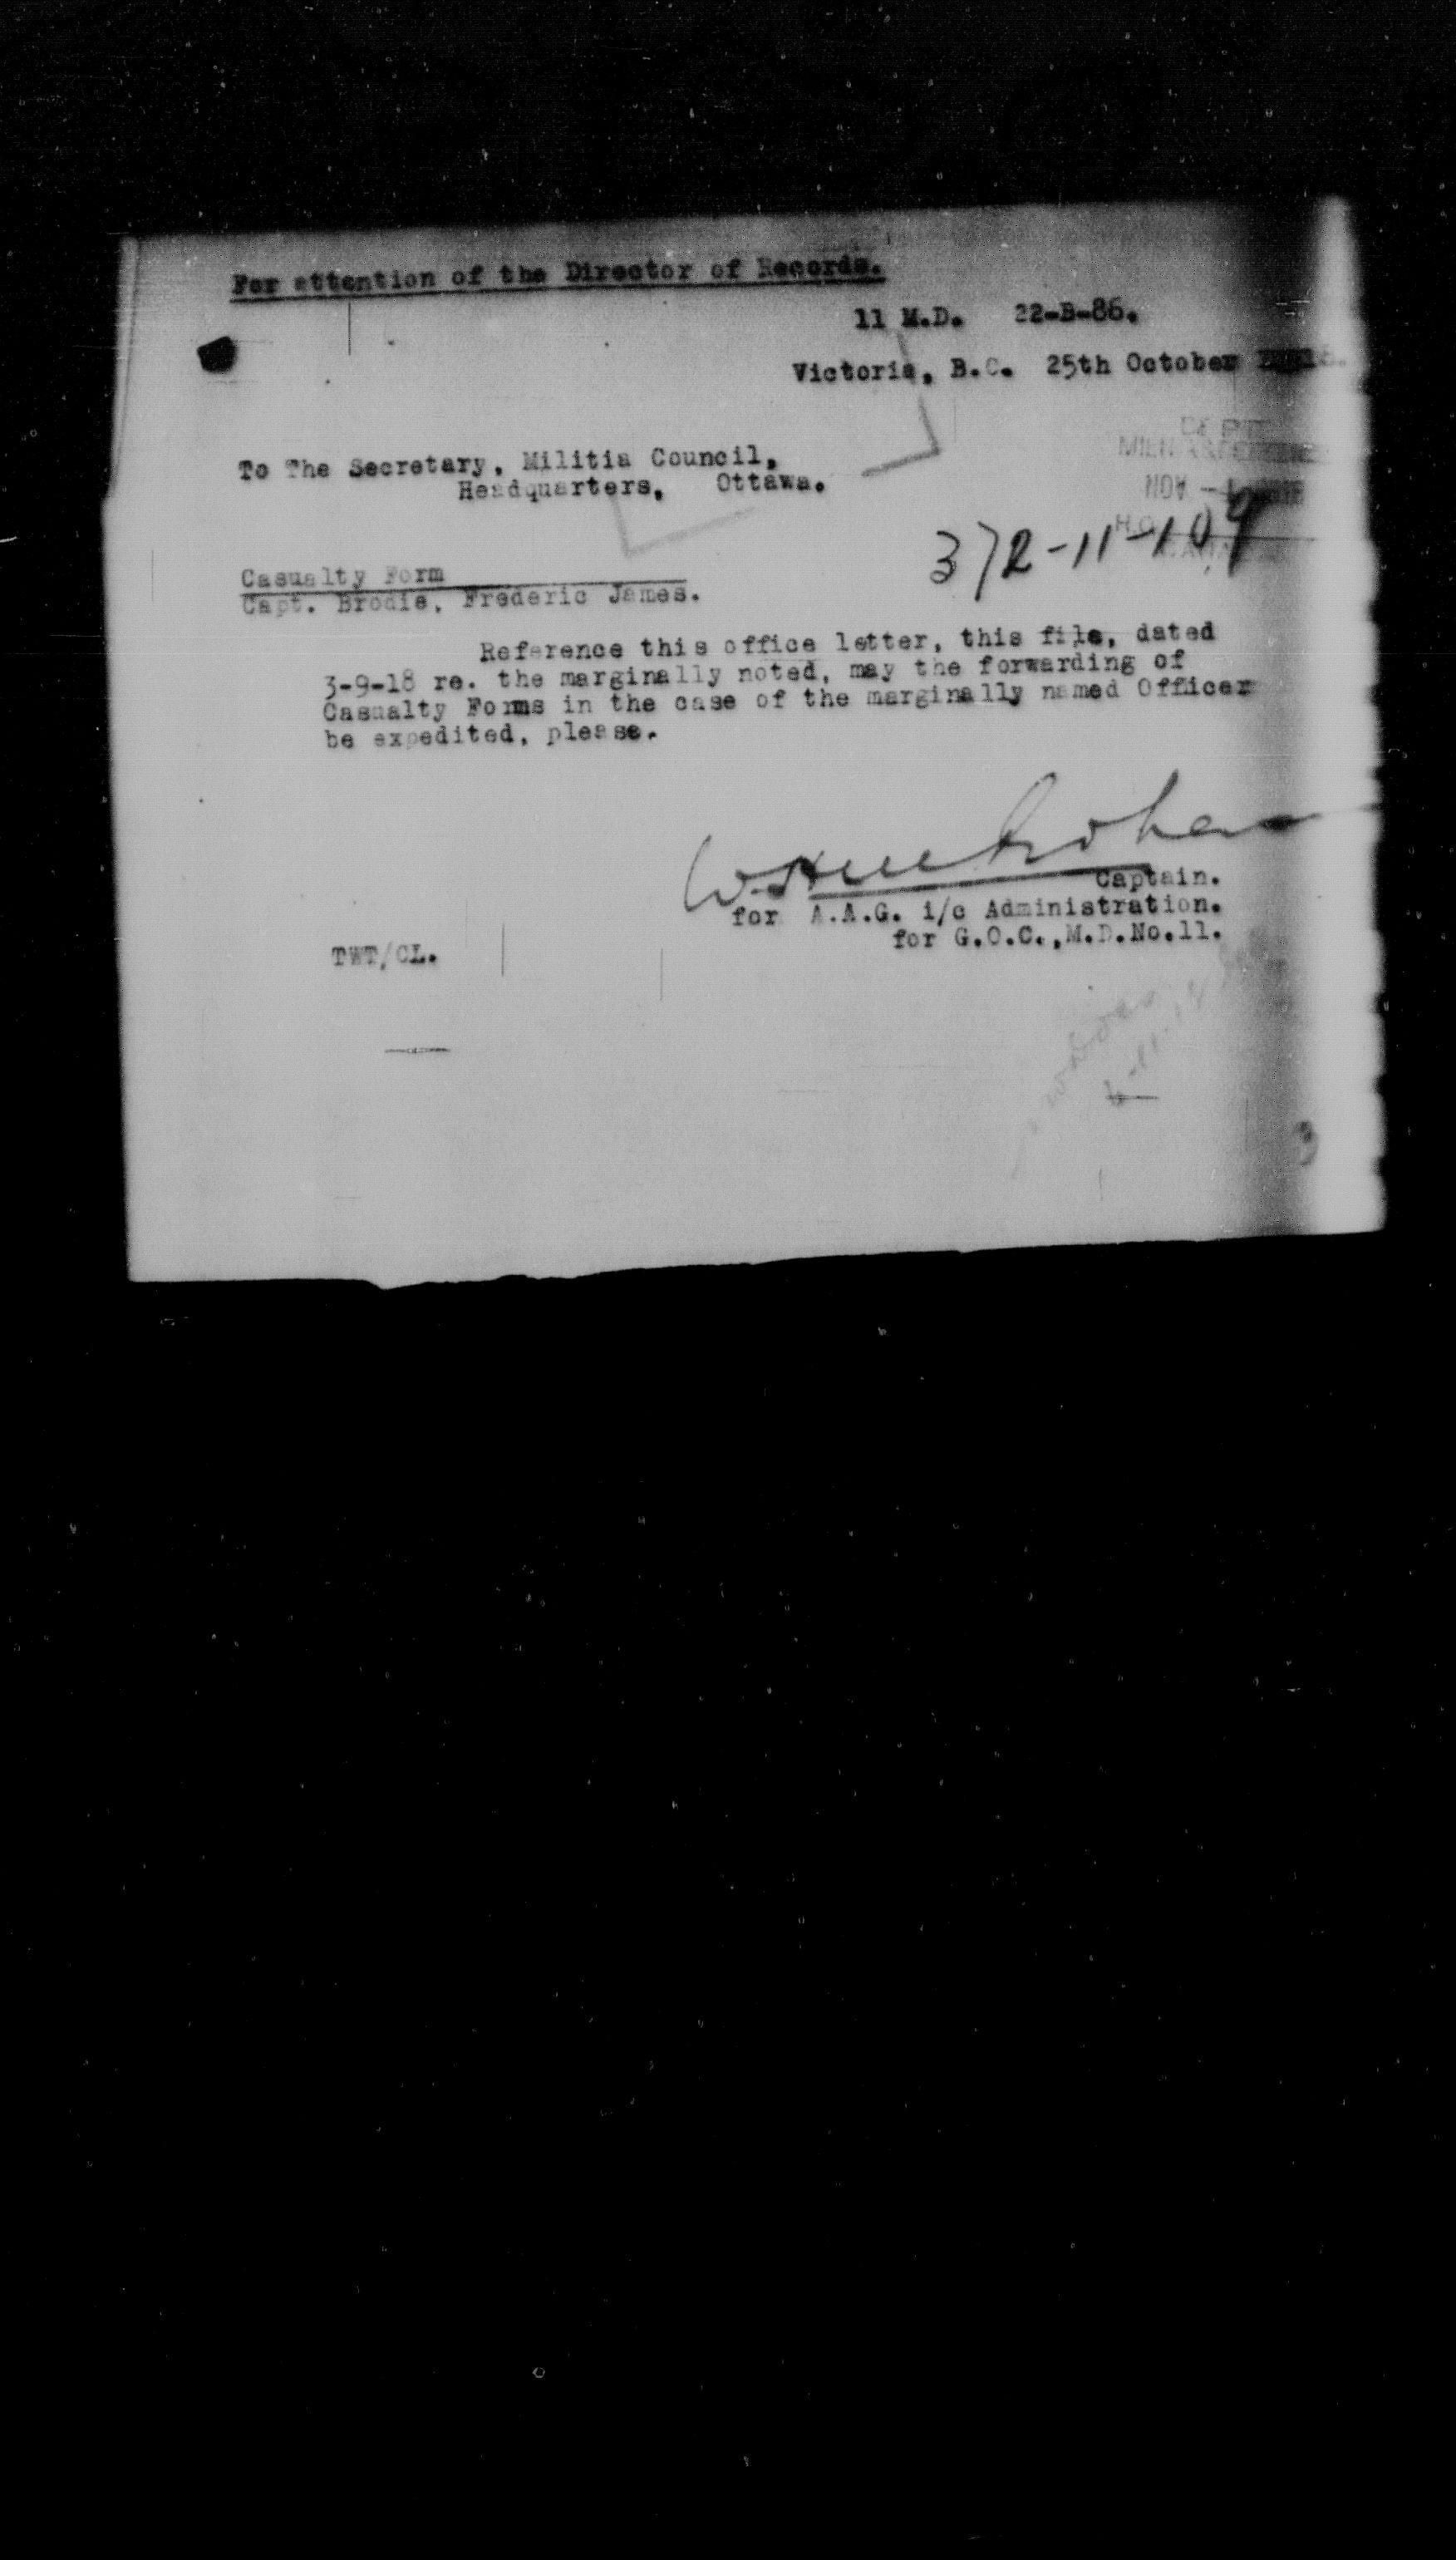 For attention of the Director of Records.
11 M.D. 22-B-86.
Victoria, B.C. 25th October
DEPT
NOV
To The Secretary, Militia Council,
Headquarters, Ottawa.
372-11-109
Casualty Form
Capt. Brodie, Frederic James.
Reference this office letter, this file, dated
3-9-18 re. the marginally noted, may the forwarding of
Casualty Forms in the case of the marginally named Officer
be expedited, please.
Captain.
for A.A.G. i/c Administration.
for G.O.C.,M.D.No.11.
TWT/CL.